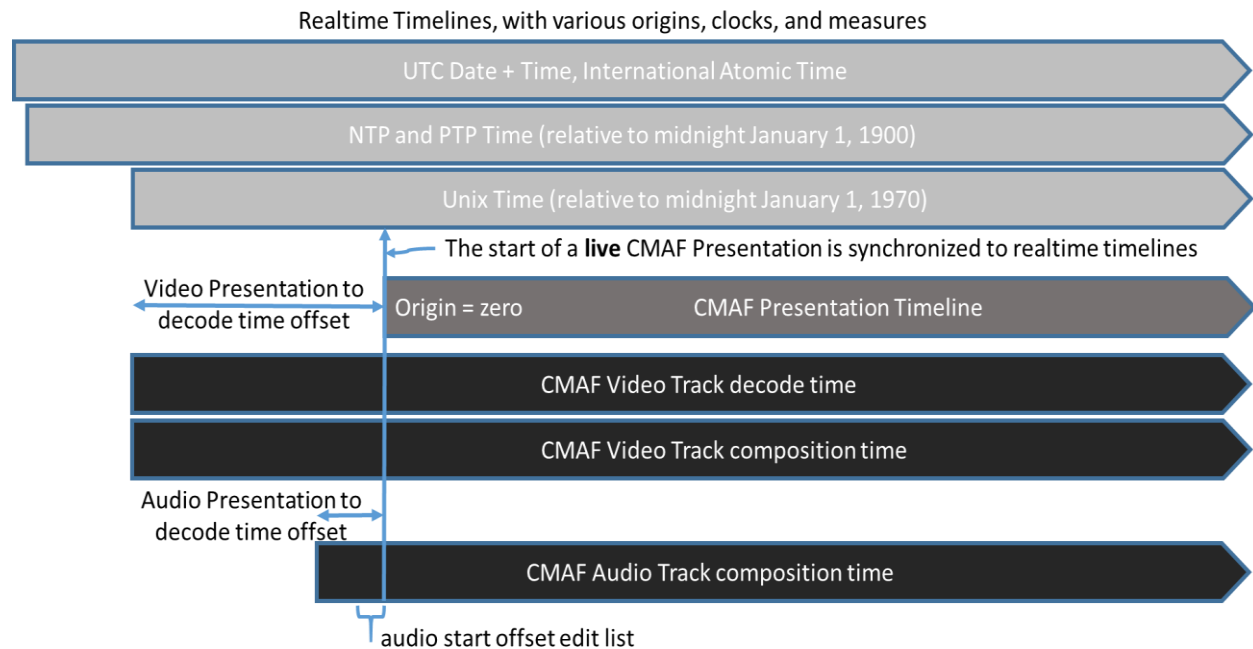 Realtime Timelines, with various origins, clocks, and measures
UTC Date + Time, International Atomic Time
NTP and PTP Time (relative to midnight January 1, 1900)
Unix Time (relative to midnight January 1, 1970)
The start of a live CMAF Presentation is synchronized to realtime timelines
Video Presentation to
decode time offset
Origin = zero
CMAF Presentation Timeline
CMAF Video Track decode time
CMAF Video Track composition time
Audio Presentation to
decode time offset
CMAF Audio Track composition time
audio start offset edit list